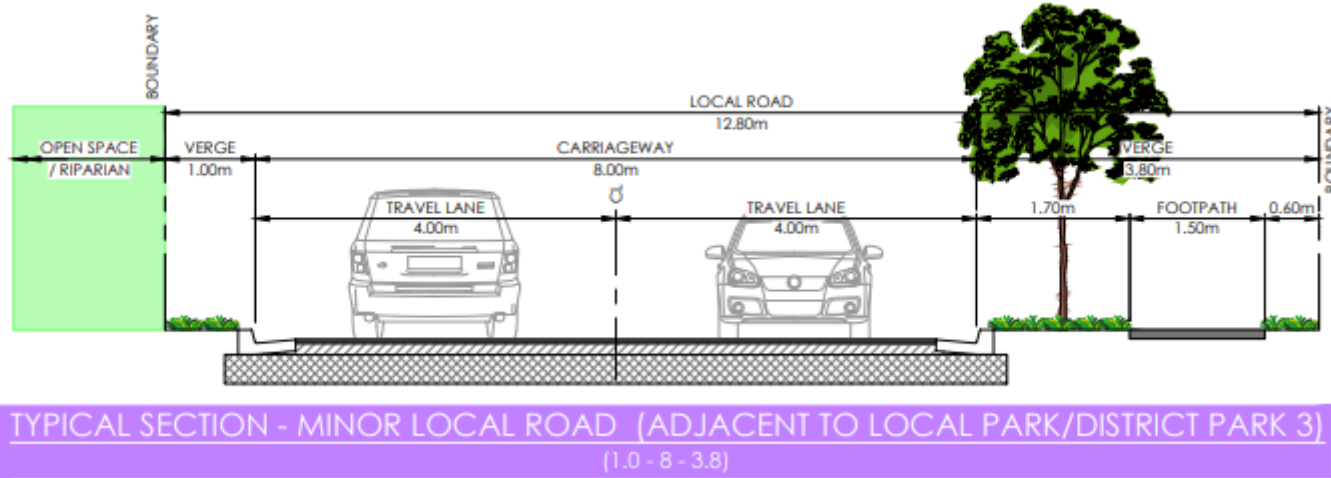 BOUNDARY
LOCAL ROAD
12.80m
BOUNDARY
OPEN SPACE
/ RIPARIAN
VERGE
1.00m
CARRIAGEWAY
8.00m
VERGE
3.80m
TRAVEL LANE
4.00m
TRAVEL LANE
4.00m
1.70m
FOOTPATH
1.50m
0.60m
TYPICAL SECTION - MINOR LOCAL ROAD (ADJACENT TO LOCAL PARK/DISTRICT PARK 3)
(1.0 - 8 - 3.8)